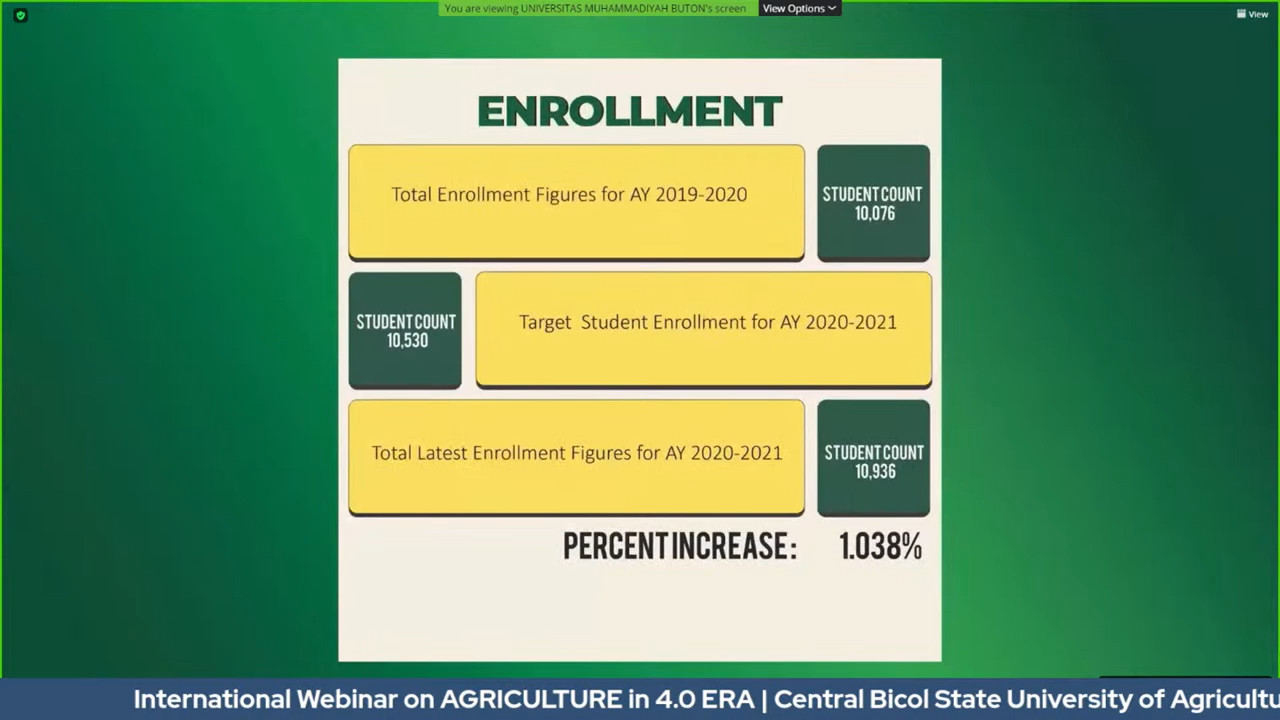 You are viewing UNIVERSITAS MUHAMMADIYAH BUTON's screen
View Options
View
ENROLLMENT
Total Enrollment Figures for AY 2019-2020
STUDENT COUNT
10,076
STUDENT COUNT
10,530
Target Student Enrollment for AY 2020-2021
Total Latest Enrollment Figures for AY 2020-2021
STUDENT COUNT
10,936
PERCENT INCREASE: 1.038%
International Webinar on AGRICULTURE in 4.0 ERA | Central Bicol State University of Agricultu